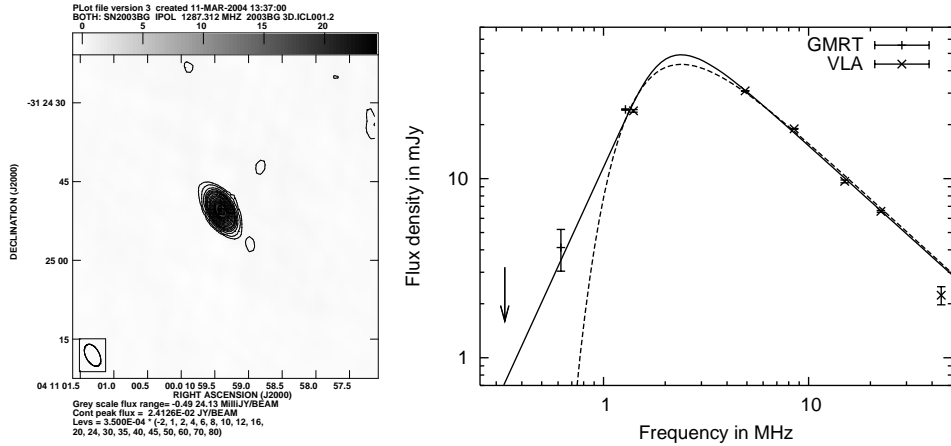 PLot file version 3 created 11-MAR-2004 13:37:00
BOTH: SN2003BG IPOL 1287.312 MHZ 2003BG 3D.ICL001.2
0 5 10 15 20
DECLINATION (J2000)
-31 24 30
45
25 00
15
04 11 01.5 01.0 00.5 00.0 10 59.5 59.0 58.5 58.0 57.5
RIGHT ASCENSION (J2000)
Grey scale flux range= -0.49 24.13 MilliJY/BEAM
Cont peak flux = 2.4126E-02 JY/BEAM
Levs = 3.500E-04 * (-2, 1, 2, 4, 6, 8, 10, 12, 16,
20, 24, 30, 35, 40, 45, 50, 60, 70, 80)
GMRT
VLA
Flux density in mJy
10
1
1 10
Frequency in MHz